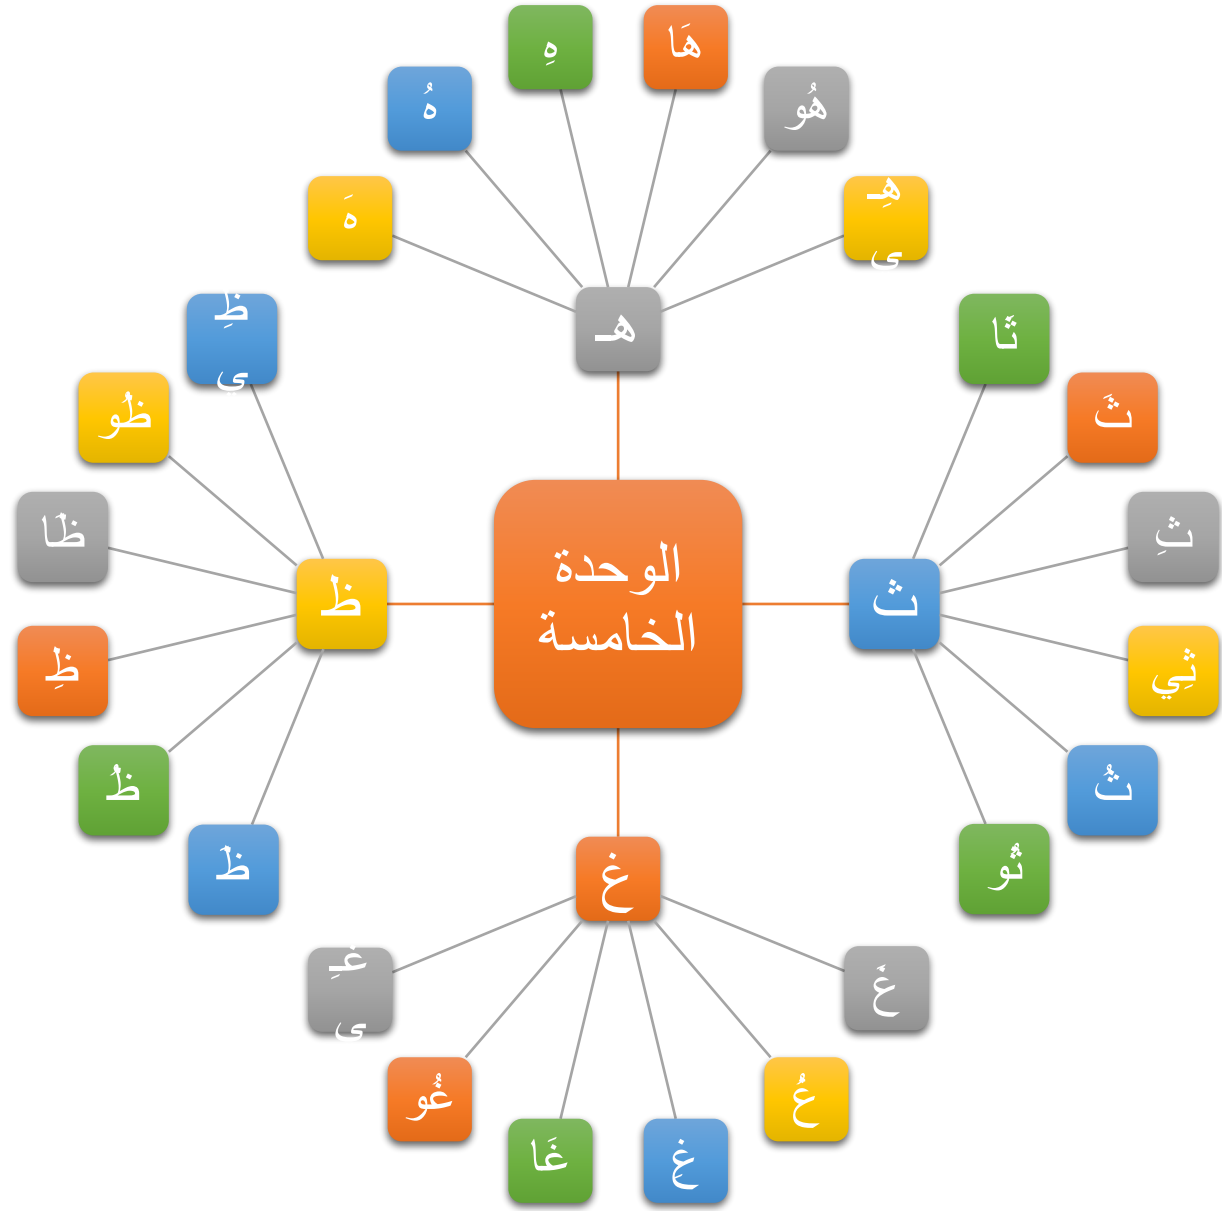 الوحدة
الخامسة
هـ
هَ
هُ
هِ
هَا
هُو
هِـ
ى
ث
ثَا
ثَ
ثِ
ثِي
ثُ
ثُو
غ
غَ
غُ
غِ
غَا
غُو
غِـ
ى
ظ
ظَ
ظُ
ظِ
ظَا
ظُو
ظِ
ي